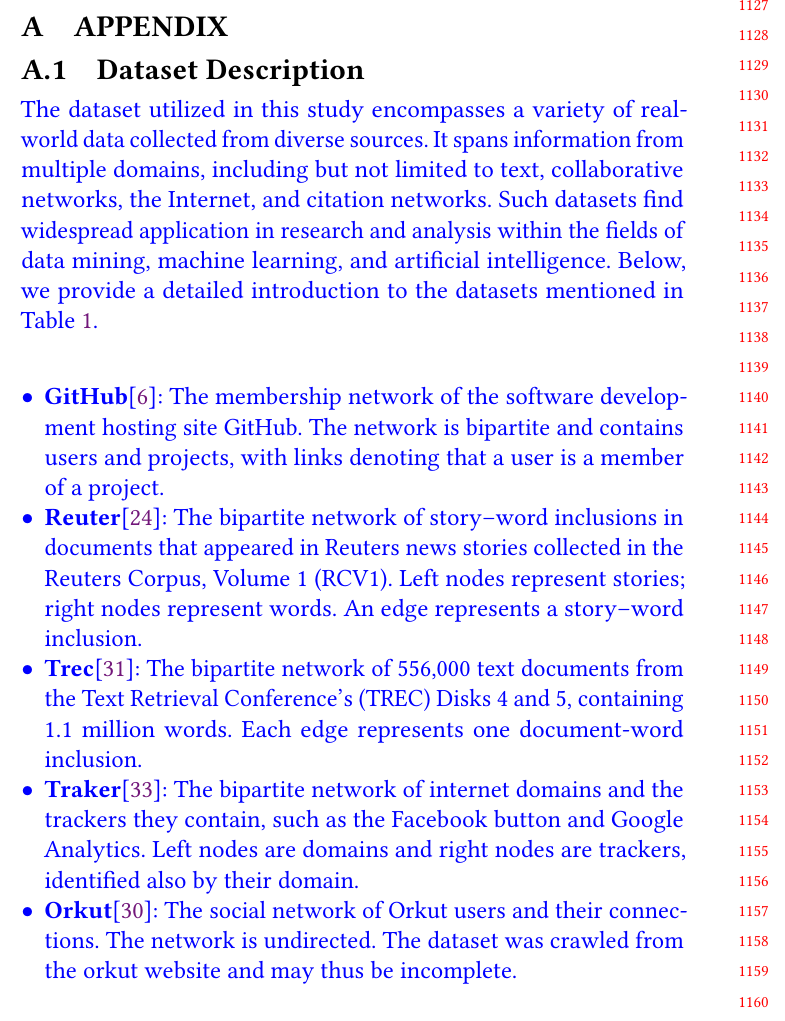 A APPENDIX
A.1 Dataset Description
The dataset utilized in this study encompasses a variety of real-
world data collected from diverse sources. It spans information from
multiple domains, including but not limited to text, collaborative
networks, the Internet, and citation networks. Such datasets find
widespread application in research and analysis within the fields of
data mining, machine learning, and artificial intelligence. Below,
we provide a detailed introduction to the datasets mentioned in
Table 1.
• GitHub[6]: The membership network of the software develop-
ment hosting site GitHub. The network is bipartite and contains
users and projects, with links denoting that a user is a member
of a project.
• Reuter[24]: The bipartite network of story–word inclusions in
documents that appeared in Reuters news stories collected in the
Reuters Corpus, Volume 1 (RCV1). Left nodes represent stories;
right nodes represent words. An edge represents a story–word
inclusion.
• Trec[31]: The bipartite network of 556,000 text documents from
the Text Retrieval Conference's (TREC) Disks 4 and 5, containing
1.1 million words. Each edge represents one document-word
inclusion.
• Traker[33]: The bipartite network of internet domains and the
trackers they contain, such as the Facebook button and Google
Analytics. Left nodes are domains and right nodes are trackers,
identified also by their domain.
• Orkut[30]: The social network of Orkut users and their connec-
tions. The network is undirected. The dataset was crawled from
the orkut website and may thus be incomplete.
1127
1128
1129
1130
1131
1132
1133
1134
1135
1136
1137
1138
1139
1140
1141
1142
1143
1144
1145
1146
1147
1148
1149
1150
1151
1152
1153
1154
1155
1156
1157
1158
1159
1160